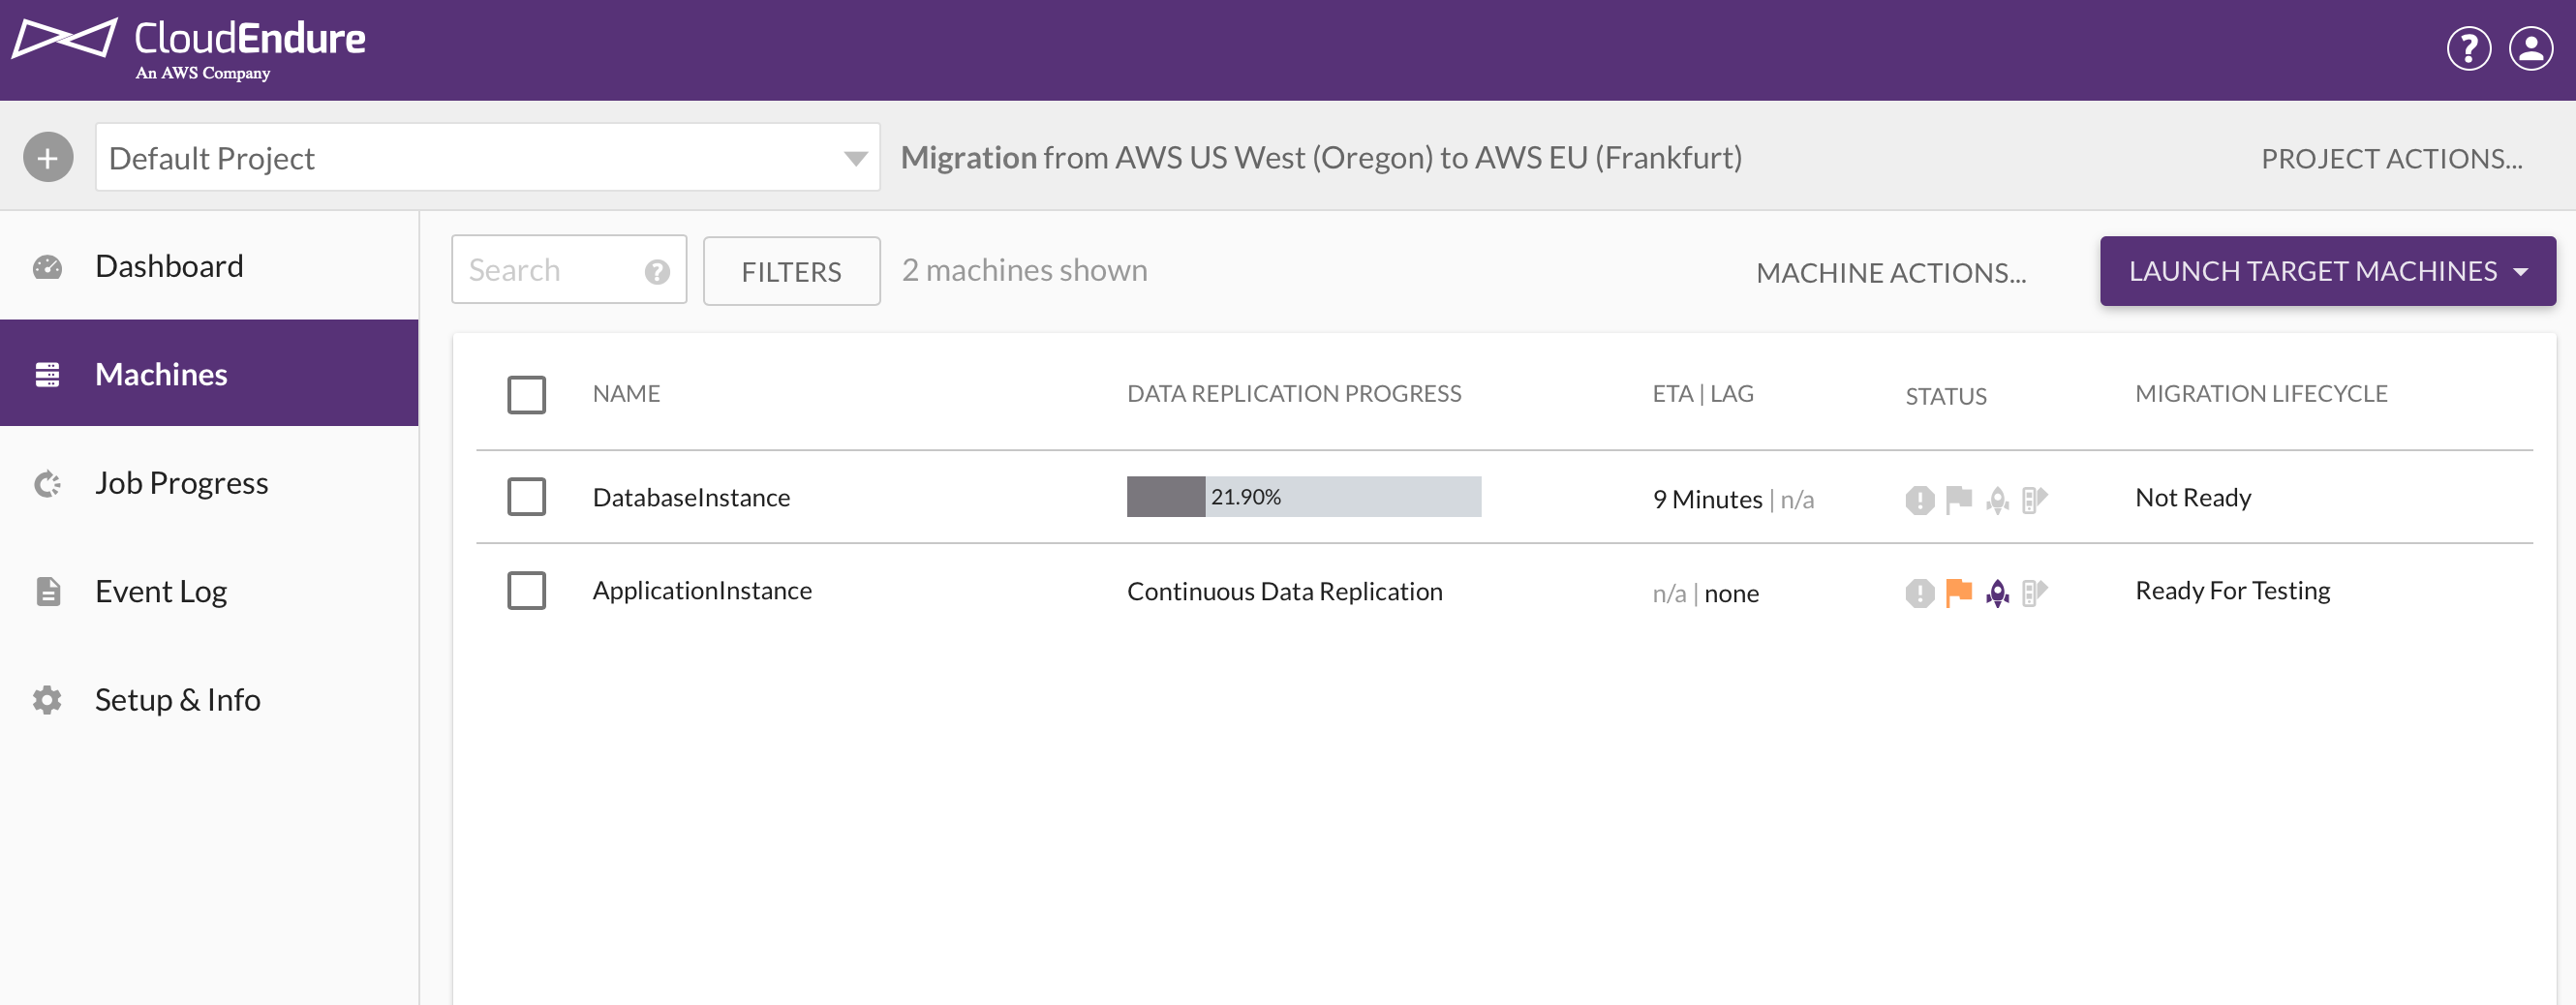 CloudEndure
An AWS Company
Default Project
Migration from AWS US West (Oregon) to AWS EU (Frankfurt)
PROJECT ACTIONS...
Dashboard
Machines
Job Progress
Event Log
Setup & Info
Search
FILTERS
2 machines shown
MACHINE ACTIONS...
LAUNCH TARGET MACHINES
NAME DATA REPLICATION PROGRESS ETA | LAG STATUS MIGRATION LIFECYCLE
DatabaseInstance 21.90% 9 Minutes | n/a Not Ready
ApplicationInstance Continuous Data Replication n/a | none Ready For Testing